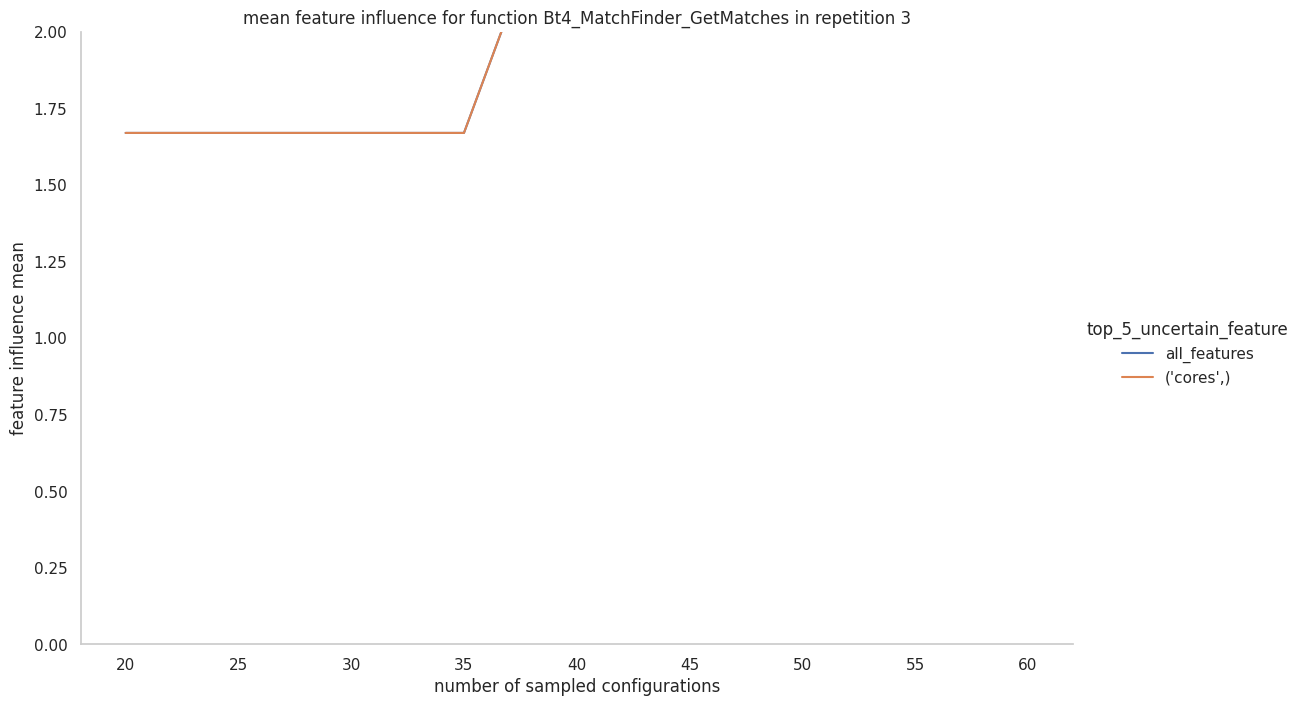 mean feature influence for function Bt4_MatchFinder_GetMatches in repetition 3
2.00
1.75
1.50
1.25
1.00
0.75
0.50
0.25
0.00
feature influence mean
20 25 30 35 40 45 50 55 60
number of sampled configurations
top_5_uncertain_feature
all_features
('cores',)